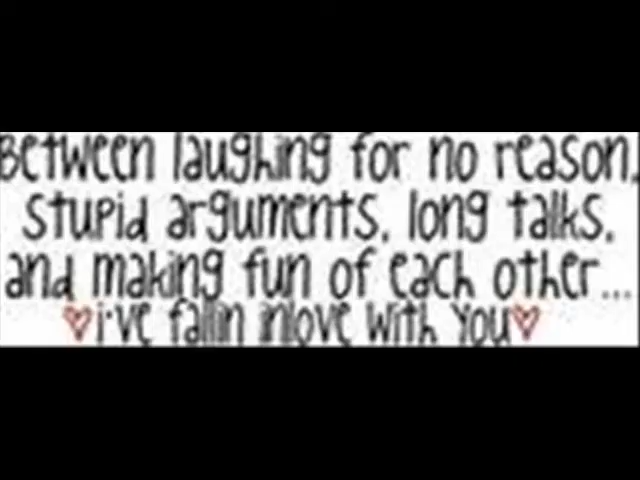 Between laughing for no reason,
stupid arguments, long talks,
and making fun of each other...
i've fallin inlove with you